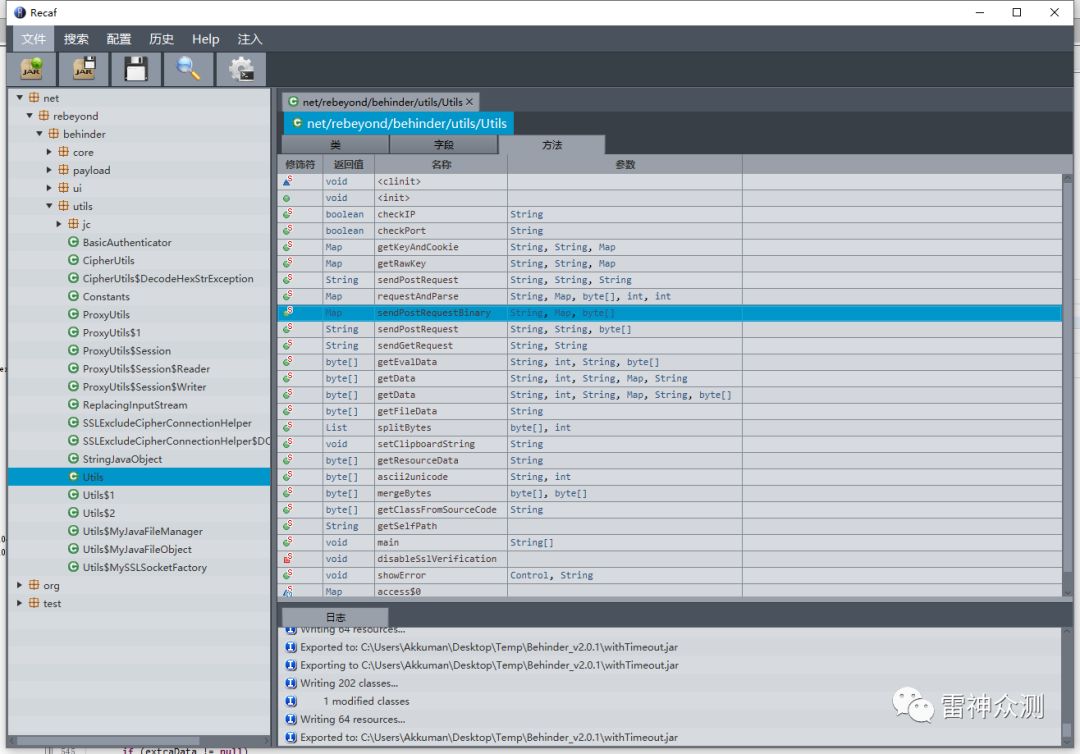 Recaf
文件 搜索 配置 历史 Help 注入
JAR JAR
net
rebeyond
behinder
core
payload
ui
utils
jc
BasicAuthenticator
CipherUtils
CipherUtils$DecodeHexStrException
Constants
ProxyUtils
ProxyUtils$1
ProxyUtils$Session
ProxyUtils$Session$Reader
ProxyUtils$Session$Writer
ReplacingInputStream
SSLExcludeCipherConnectionHelper
SSLExcludeCipherConnectionHelper$DC
StringJavaObject
Utils
Utils$1
Utils$2
Utils$MyJavaFileManager
Utils$MyJavaFileObject
Utils$MySSLSocketFactory
org
test
net/rebeyond/behinder/utils/Utils
net/rebeyond/behinder/utils/Utils
类 字段 方法
修饰符 返回值 名称 参数
void <clinit>
void <init>
boolean checkIP String
boolean checkPort String
Map getKeyAndCookie String, String, Map
Map getRawKey String, String, Map
String sendPostRequest String, String, String
Map requestAndParse String, Map, byte[], int, int
Map sendPostRequestBinary String, Map, byte[]
String sendPostRequest String, String, byte[]
String sendGetRequest String, String
byte[] getEvalData String, int, String, byte[]
byte[] getData String, int, String, Map, String
byte[] getData String, int, String, Map, String, byte[]
byte[] getFileData String
List splitBytes byte[], int
void setClipboardString String
byte[] getResourceData String
byte[] ascii2unicode String, int
byte[] mergeBytes byte[], byte[]
byte[] getClassFromSourceCode String
String getSelfPath
void main String[]
void disableSslVerification
void showError Control, String
Map access$0
日志
Writing 64 resources...
Exported to: C:\Users\Akkuman\Desktop\Temp\Behinder_v2.0.1\withTimeout.jar
Exporting to C:\Users\Akkuman\Desktop\Temp\Behinder_v2.0.1\withTimeout.jar
Writing 202 classes...
1 modified classes
Writing 64 resources...
Exported to: C:\Users\Akkuman\Desktop\Temp\Behinder_v2.0.1\withTimeout.jar
雷神众测
545 if (extraData != null)